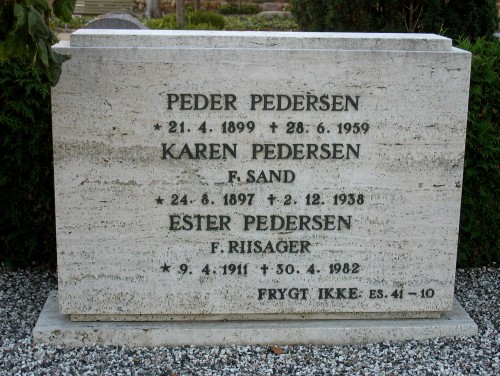 PEDER PEDERSEN
* 21. 4. 1899 † 28. 6. 1959
KAREN PEDERSEN
F. SAND
* 24. 8. 1897 † 2. 12. 1938
ESTER PEDERSEN
F. RIISAGER
* 9. 4. 1911 † 30. 4. 1982
FRYGT IKKE: ES. 41 - 10